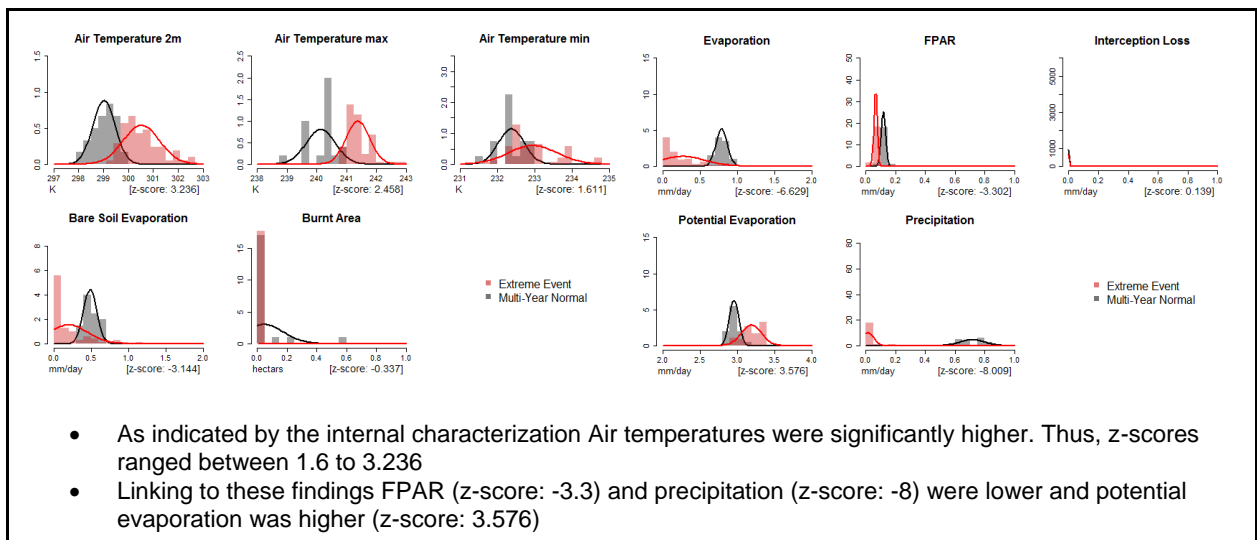 Air Temperature 2m
0.0 0.5 1.0 1.5
297 298 299 300 301 302 303
K [z-score: 3.236]
Air Temperature max
0.0 0.5 1.0 1.5 2.0
238 239 240 241 242 243
K [z-score: 2.458]
Air Temperature min
0.0 1.0 2.0 3.0
231 232 233 234 235
K [z-score: 1.611]
Evaporation
0 5 10 15
0.0 0.5 1.0 1.5 2.0
mm/day [z-score: -6.629]
FPAR
0 10 20 30 40 50
0.0 0.2 0.4 0.6 0.8 1.0
mm/day [z-score: -3.302]
Interception Loss
0 1000 3000 5000
0.0 0.2 0.4 0.6 0.8 1.0
mm/day [z-score: 0.139]
Bare Soil Evaporation
0 2 4 6 8
0.0 0.5 1.0 1.5 2.0
mm/day [z-score: -3.144]
Burnt Area
0 5 10 15
0.0 0.2 0.4 0.6 0.8 1.0
hectars [z-score: -0.337]
Extreme Event
Multi-Year Normal
Potential Evaporation
0 5 10 15
2.0 2.5 3.0 3.5 4.0
mm/day [z-score: 3.576]
Precipitation
0 20 40 60 80
0.0 0.2 0.4 0.6 0.8 1.0
mm/day [z-score: -8.009]
Extreme Event
Multi-Year Normal
• As indicated by the internal characterization Air temperatures were significantly higher. Thus, z-scores
ranged between 1.6 to 3.236
• Linking to these findings FPAR (z-score: -3.3) and precipitation (z-score: -8) were lower and potential
evaporation was higher (z-score: 3.576)